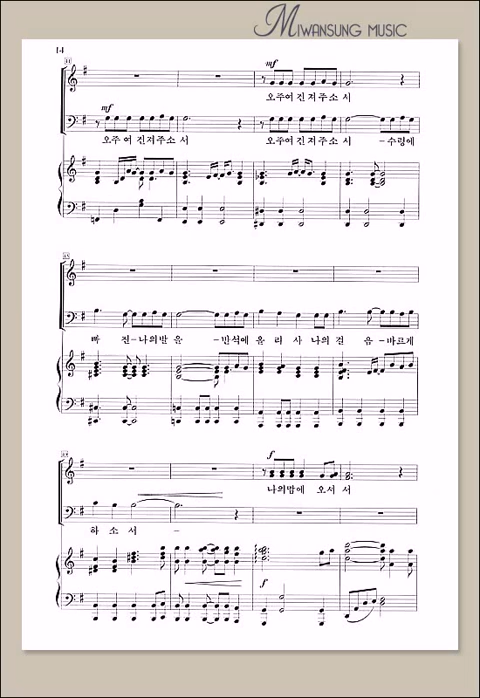 MIWANSUNG MUSIC
14
mf
오주여 긴저주소서
mf
오주여 긴저주소서 오주여 긴저주소서 - 수렁에
빠 진-나의발 을 - 반석에 올 리 사 나의 걸 음 -바르게
f
나의맘에 오서서
하 소서 -
f